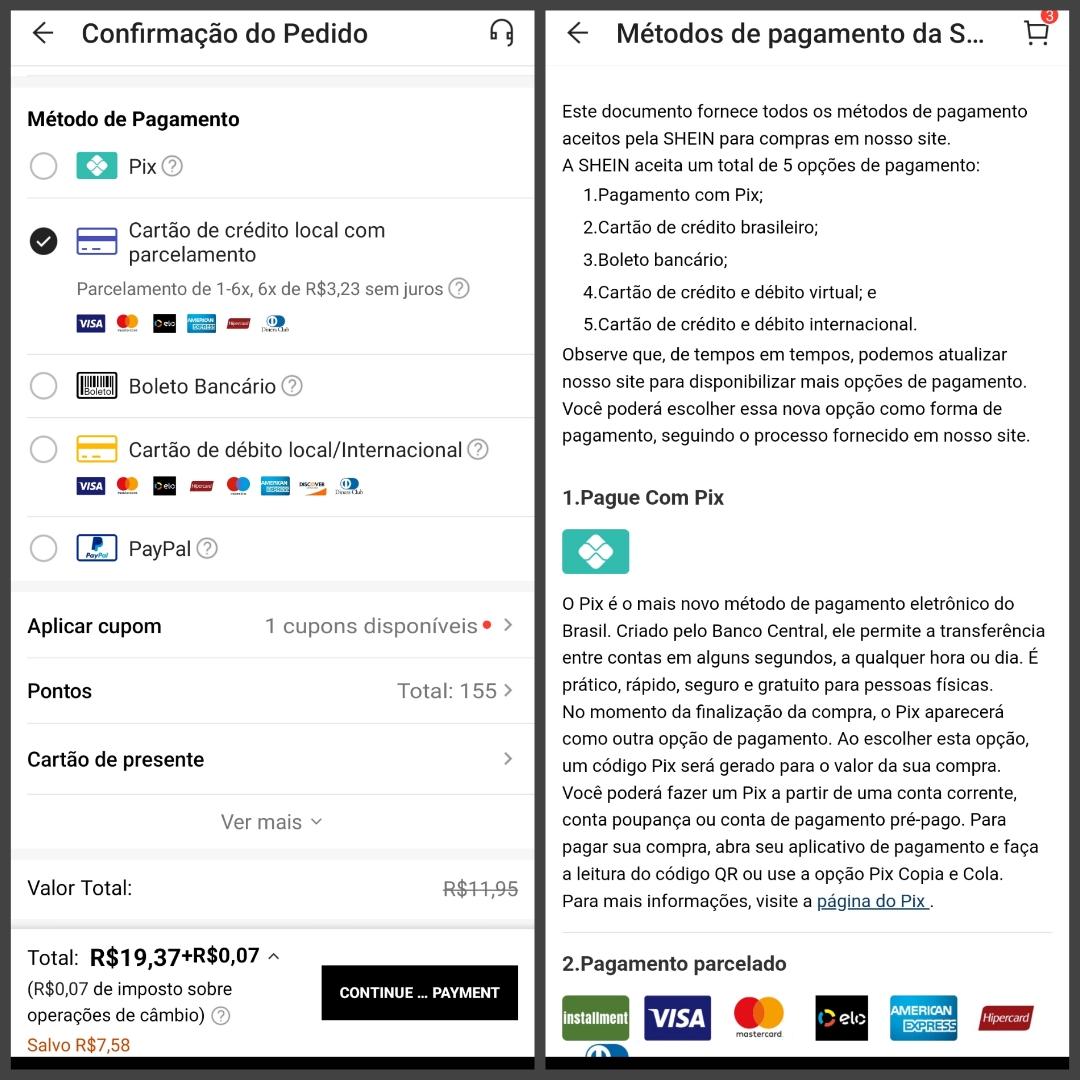 Confirmação do Pedido
Método de Pagamento
Pix ?
Cartão de crédito local com
parcelamento
Parcelamento de 1-6x, 6x de R$3,23 sem juros ?
VISA mastercard elo AMERICAN EXPRESS Hipercard Diners Club
Boleto Boleto Bancário ?
Cartão de débito local/Internacional ?
VISA elo Hipercard AMERICAN EXPRESS DISCOVER Diners Club
PayPal PayPal ?
Aplicar cupom 1 cupons disponíveis
Pontos Total: 155
Cartão de presente
Ver mais
Valor Total: R$11,95
Total: R$19,37+R$0,07
(R$0,07 de imposto sobre
operações de câmbio) ?
Salvo R$7,58
CONTINUE ... PAYMENT
Métodos de pagamento da S...
3
Este documento fornece todos os métodos de pagamento
aceitos pela SHEIN para compras em nosso site.
A SHEIN aceita um total de 5 opções de pagamento:
1.Pagamento com Pix;
2.Cartão de crédito brasileiro;
3.Boleto bancário;
4.Cartão de crédito e débito virtual; e
5.Cartão de crédito e débito internacional.
Observe que, de tempos em tempos, podemos atualizar
nosso site para disponibilizar mais opções de pagamento.
Você poderá escolher essa nova opção como forma de
pagamento, seguindo o processo fornecido em nosso site.
1.Pague Com Pix
O Pix é o mais novo método de pagamento eletrônico do
Brasil. Criado pelo Banco Central, ele permite a transferência
entre contas em alguns segundos, a qualquer hora ou dia. É
prático, rápido, seguro e gratuito para pessoas físicas.
No momento da finalização da compra, o Pix aparecerá
como outra opção de pagamento. Ao escolher esta opção,
um código Pix será gerado para o valor da sua compra.
Você poderá fazer um Pix a partir de uma conta corrente,
conta poupança ou conta de pagamento pré-pago. Para
pagar sua compra, abra seu aplicativo de pagamento e faça
a leitura do código QR ou use a opção Pix Copia e Cola.
Para mais informações, visite a página do Pix .
2.Pagamento parcelado
installment VISA mastercard elo AMERICAN EXPRESS Hipercard